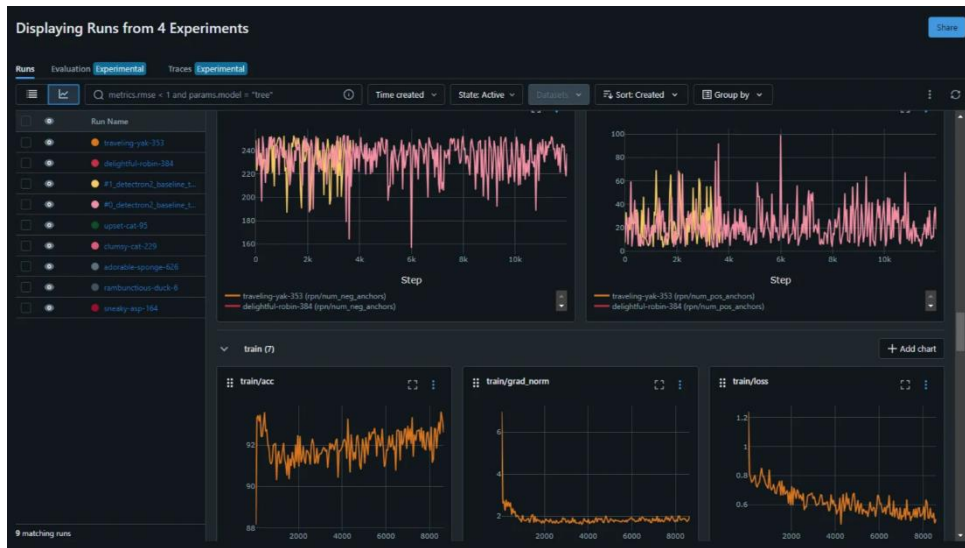 Displaying Runs from 4 Experiments
Share
Runs Evaluation Experimental Traces Experimental
metrics.rmse < 1 and params.model = "tree"
Time created State: Active Datasets Sort: Created Group by
Run Name
traveling-yak-353
delightful-robin-384
#1_detectron2_baseline_t...
#0_detectron2_baseline_t...
upset-cat-95
clumsy-cat-229
adorable-sponge-626
rambunctious-duck-6
sneaky-asp-164
9 matching runs
240
220
200
180
160
0 2k 4k 6k 8k 10k
Step
traveling-yak-353 (rpn/num_neg_anchors)
delightful-robin-384 (rpn/num_neg_anchors)
100
80
60
40
20
0 2k 4k 6k 8k 10k
Step
traveling-yak-353 (rpn/num_pos_anchors)
delightful-robin-384 (rpn/num_pos_anchors)
train (7)
+ Add chart
train/acc
92
90
88
2000 4000 6000 8000
train/grad_norm
6
4
2
2000 4000 6000 8000
train/loss
1.2
1
0.8
0.6
2000 4000 6000 8000